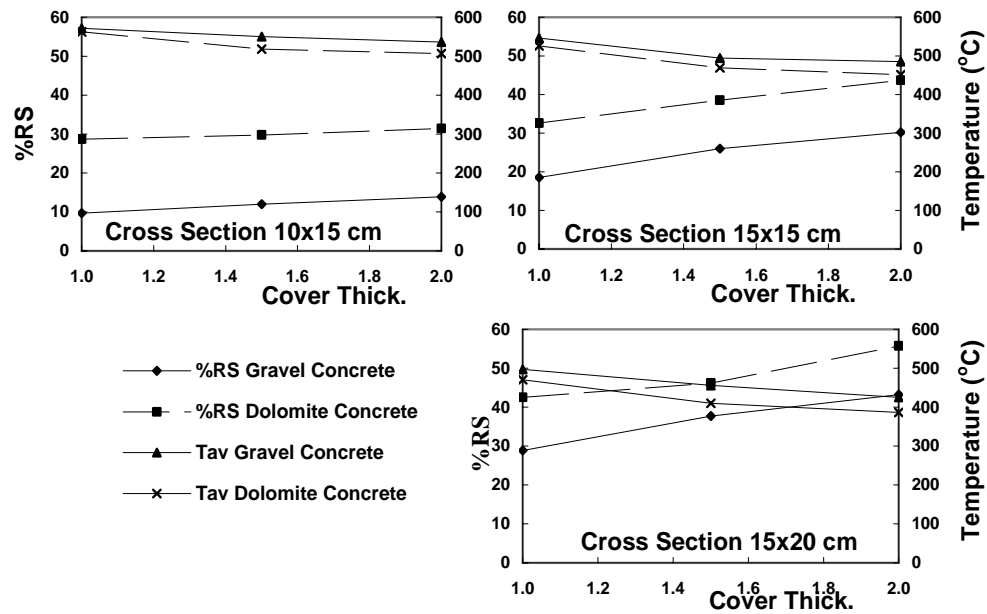 60 600
50 500
40 400
30 300
20 200
10 100
0 0
%RS
Cross Section 10x15 cm
1.0 1.2 1.4 1.6 1.8 2.0
Cover Thick.
60 600
50 500
40 400
30 300
20 200
10 100
0 0
Temperature (°C)
Cross Section 15x15 cm
1.0 1.2 1.4 1.6 1.8 2.0
Cover Thick.
%RS Gravel Concrete
%RS Dolomite Concrete
Tav Gravel Concrete
Tav Dolomite Concrete
60 600
50 500
40 400
30 300
20 200
10 100
0 0
%RS
Temperature (°C)
Cross Section 15x20 cm
1.0 1.2 1.4 1.6 1.8 2.0
Cover Thick.